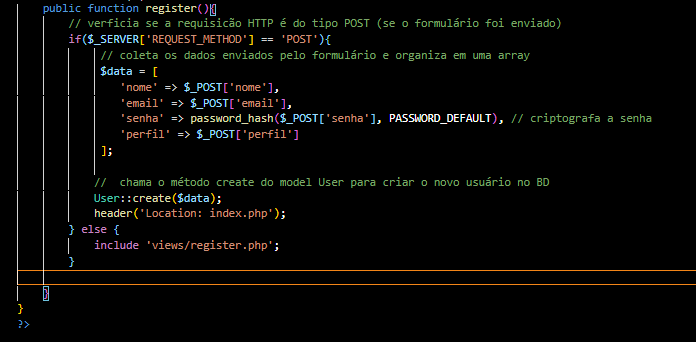 public function register(){
// verficia se a requisicão HTTP é do tipo POST (se o formulário foi enviado)
if($_SERVER['REQUEST_METHOD'] == 'POST'){
// coleta os dados enviados pelo formulário e organiza em uma array
$data = [
'nome' => $_POST['nome'],
'email' => $_POST['email'],
'senha' => password_hash($_POST['senha'], PASSWORD_DEFAULT), // criptografa a senha
'perfil' => $_POST['perfil']
];
//  chama o método create do model User para criar o novo usuário no BD
User::create($data);
header('Location: index.php');
} else {
include 'views/register.php';
}
}
}
?>